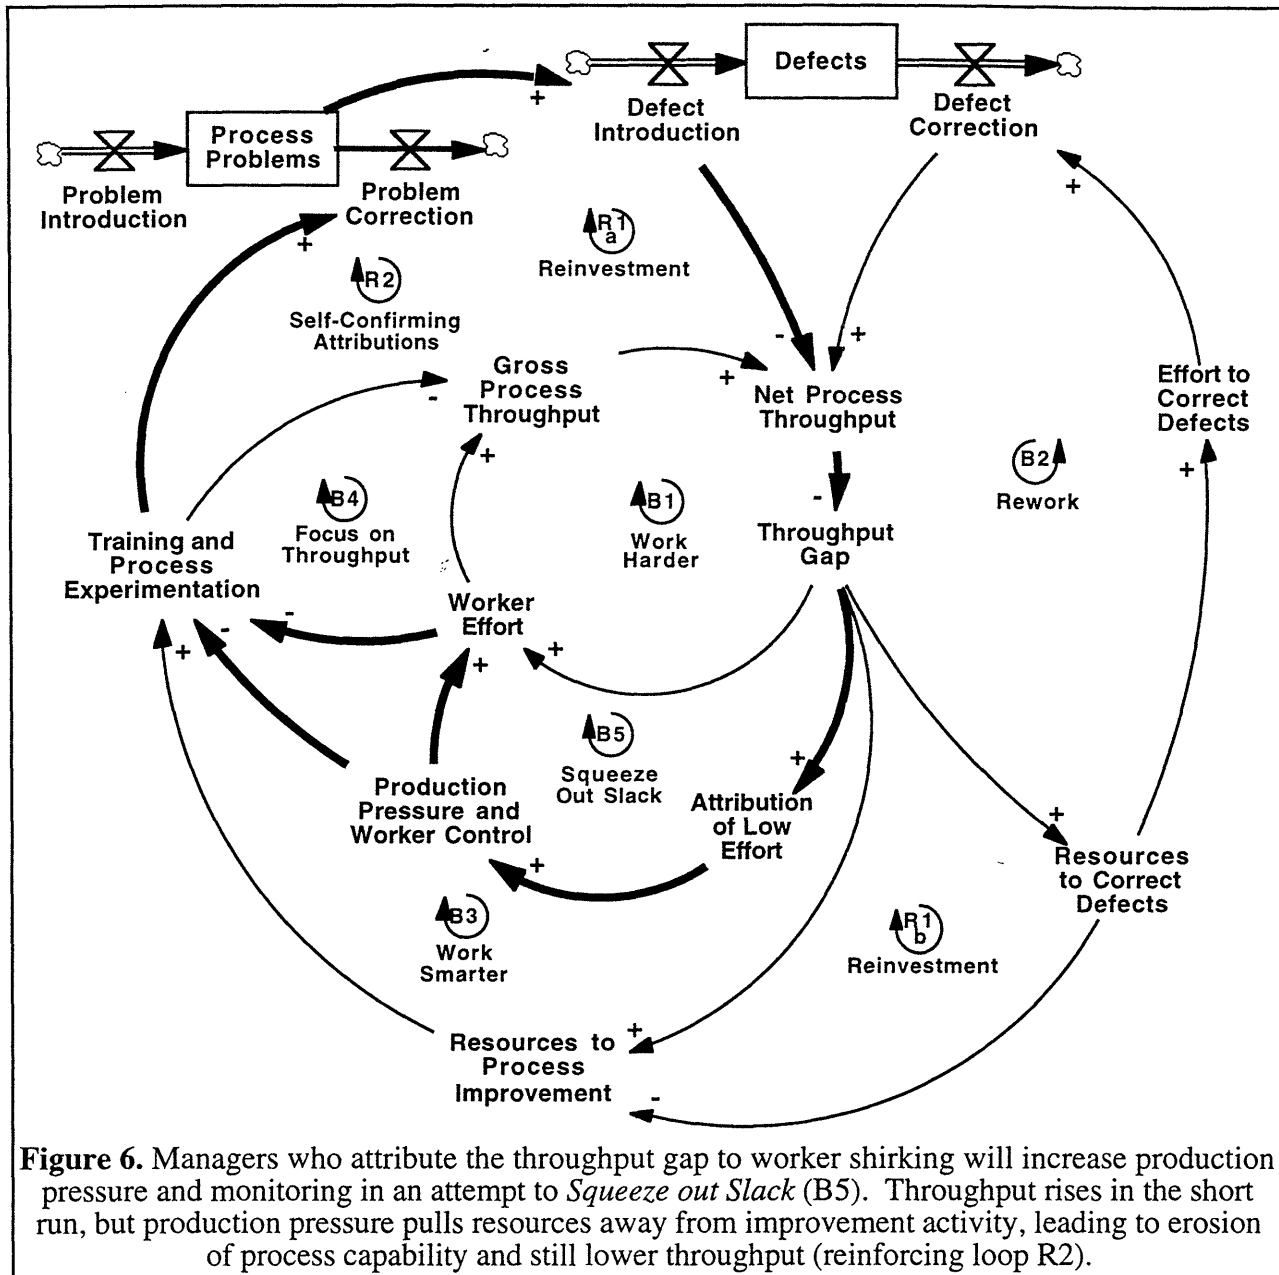 Defects
Defect
Introduction
Defect
Correction
+
Process
Problems
Problem
Introduction
Problem
Correction
+
+
R1
a
Reinvestment
R2
Self-Confirming
Attributions
-
+
Gross
Process
Throughput
+
-
+
Net Process
Throughput
Effort to
Correct
Defects
+
B2
Rework
B4
Focus on
Throughput
B1
Work
Harder
-
Throughput
Gap
Training and
Process
Experimentation
Worker
Effort
-
-
+
+
+
B5
Squeeze
Out Slack
+
Production
Pressure and
Worker Control
Attribution
of Low
Effort
+
+
Resources
to Correct
Defects
B3
Work
Smarter
R1
b
Reinvestment
+
Resources to
Process
Improvement
-
Figure 6. Managers who attribute the throughput gap to worker shirking will increase production
pressure and monitoring in an attempt to Squeeze out Slack (B5). Throughput rises in the short
run, but production pressure pulls resources away from improvement activity, leading to erosion
of process capability and still lower throughput (reinforcing loop R2).